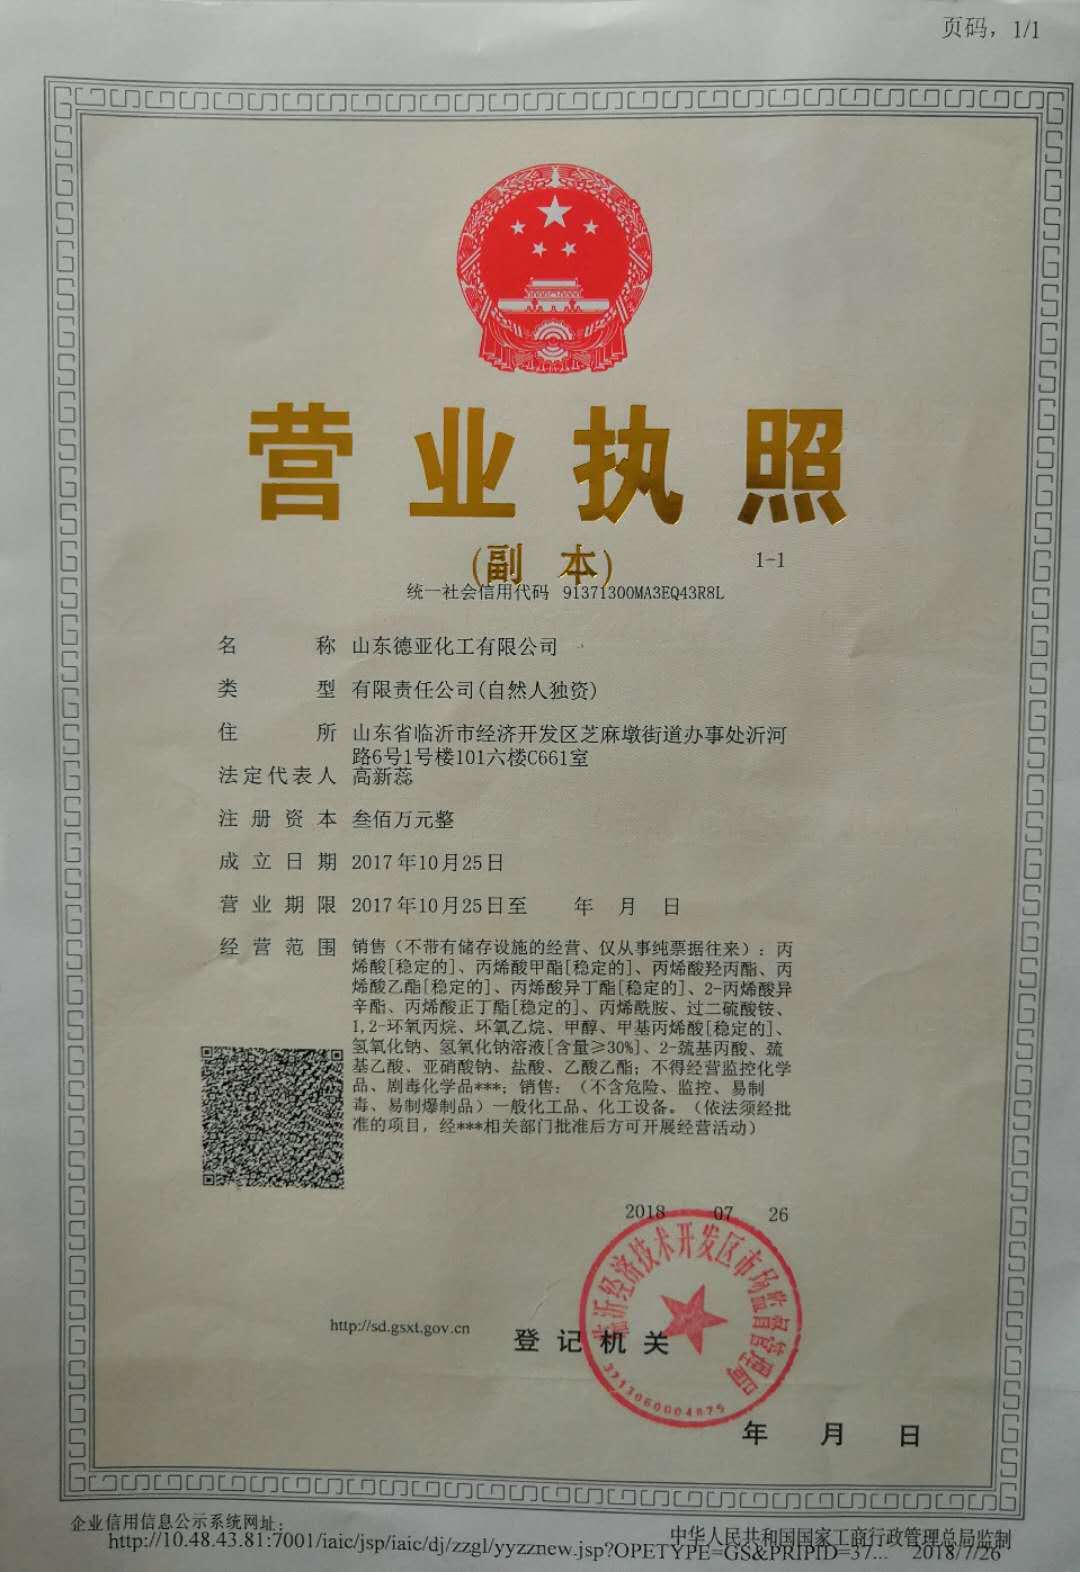 页码，1/1
营业执照
(副 本)
1-1
统一社会信用代码 91371300MA3EQ43R8L
名 称 山东德亚化工有限公司
类 型 有限责任公司(自然人独资)
住 所 山东省临沂市经济开发区芝麻墩街道办事处沂河
路6号1号楼101六楼C661室
法定代表人 高新蕊
注册资本 叁佰万元整
成立日期 2017年10月25日
营业期限 2017年10月25日至 年 月 日
经营范围 销售（不带有储存设施的经营、仅从事纯票据往来）：丙
烯酸[稳定的]、丙烯酸甲酯[稳定的]、丙烯酸羟丙酯、丙
烯酸乙酯[稳定的]、丙烯酸异丁酯[稳定的]、2-丙烯酸异
辛酯、丙烯酸正丁酯[稳定的]、丙烯酰胺、过二硫酸铵、
1,2-环氧丙烷、环氧乙烷、甲醇、甲基丙烯酸[稳定的]、
氢氧化钠、氢氧化钠溶液[含量≥30%]、2-巯基丙酸、巯
基乙酸、亚硝酸钠、盐酸、乙酸乙酯；不得经营监控化学
品、剧毒化学品***；销售：（不含危险、监控、易制
毒、易制爆制品）一般化工品、化工设备。（依法须经批
准的项目，经***相关部门批准后方可开展经营活动）
2018 07 26
临沂经济技术开发区市场监督管理局
3713060004875
http://sd.gsxt.gov.cn
登记机关
年 月 日
企业信用信息公示系统网址：
中华人民共和国国家工商行政管理总局监制
http://10.48.43.81:7001/iaic/jsp/iaic/dj/zzgl/yyzznew.jsp?OPETYPE=GS&PRIPID=37... 2018/7/26